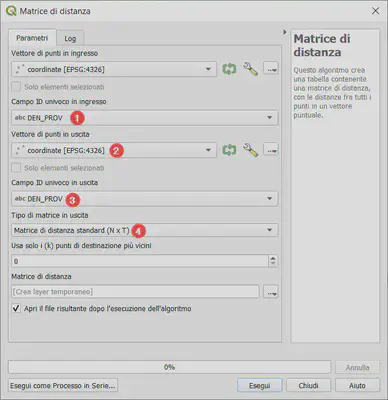 Matrice di distanza
Parametri
Log
Vettore di punti in ingresso
coordinate [EPSG:4326]
Solo elementi selezionati
Campo ID univoco in ingresso
abc DEN_PROV
1
Vettore di punti in uscita
coordinate [EPSG:4326]
2
Solo elementi selezionati
Campo ID univoco in uscita
abc DEN_PROV
3
Tipo di matrice in uscita
Matrice di distanza standard (N x T)
4
Usa solo i (k) punti di destinazione più vicini
0
Matrice di distanza
[Crea layer temporaneo]
Apri il file risultante dopo l'esecuzione dell'algoritmo
Matrice di
distanza
Questo algoritmo crea
una tabella contenente
una matrice di distanza,
con le distanze fra tutti i
punti in un vettore
puntuale.
0%
Annulla
Esegui come Processo in Serie...
Esegui
Chiudi
Aiuto